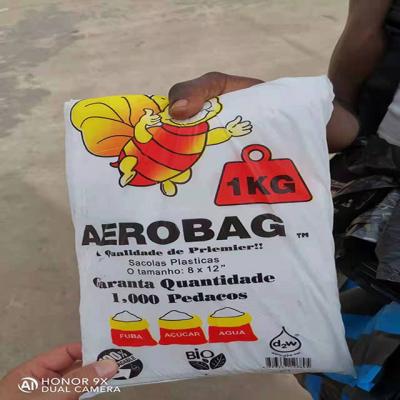 1KG
AEROBAG TM
Qualidade de Priemier!!
Sacolas Plasticas
O tamanho: 8 x 12"
Garanta Quantidade
1,000 Pedacos
FUBA AÇUCAR AGUA
BIO d2w
HONOR 9X
DUAL CAMERA